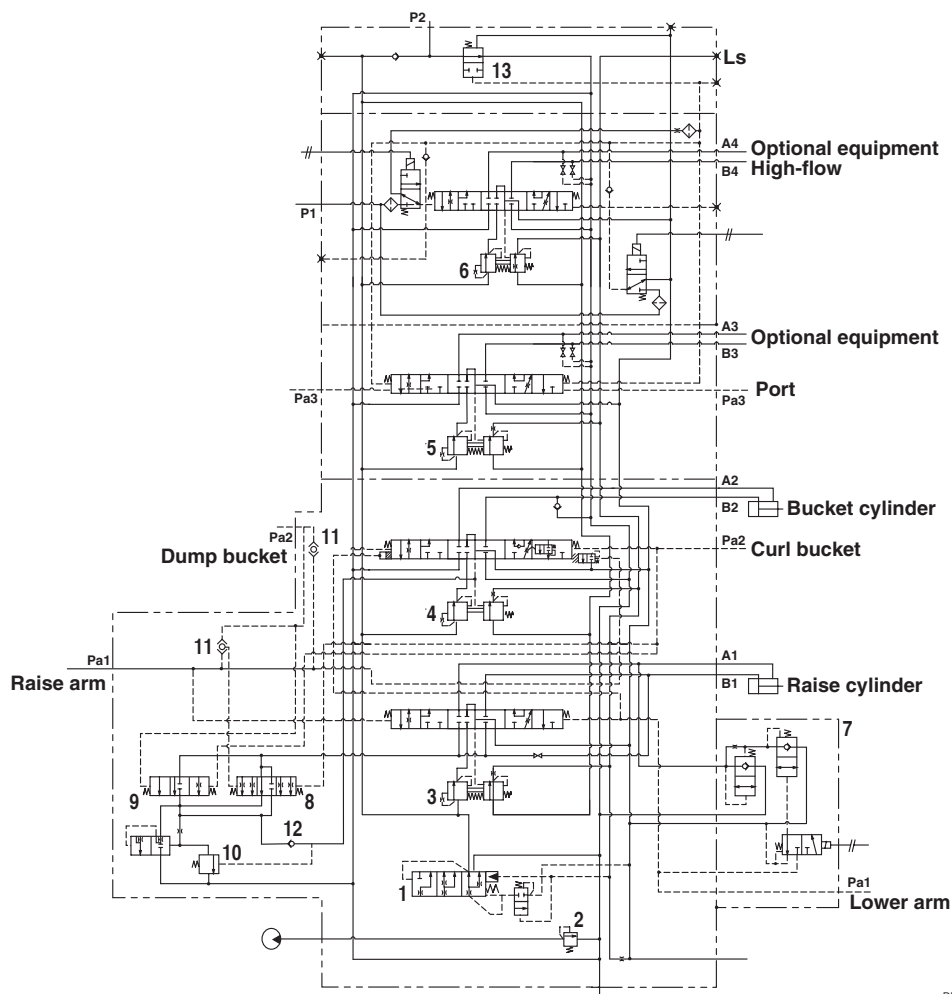 P2
Ls
13
A4
Optional equipment
High-flow
B4
P1
6
A3
Optional equipment
B3
Pa3
Pa3
Port
5
A2
B2
Bucket cylinder
Pa2
11
Dump bucket
Pa2
Curl bucket
4
11
Pa1
Raise arm
A1
B1
Raise cylinder
7
9
8
3
12
10
1
Pa1
Lower arm
2